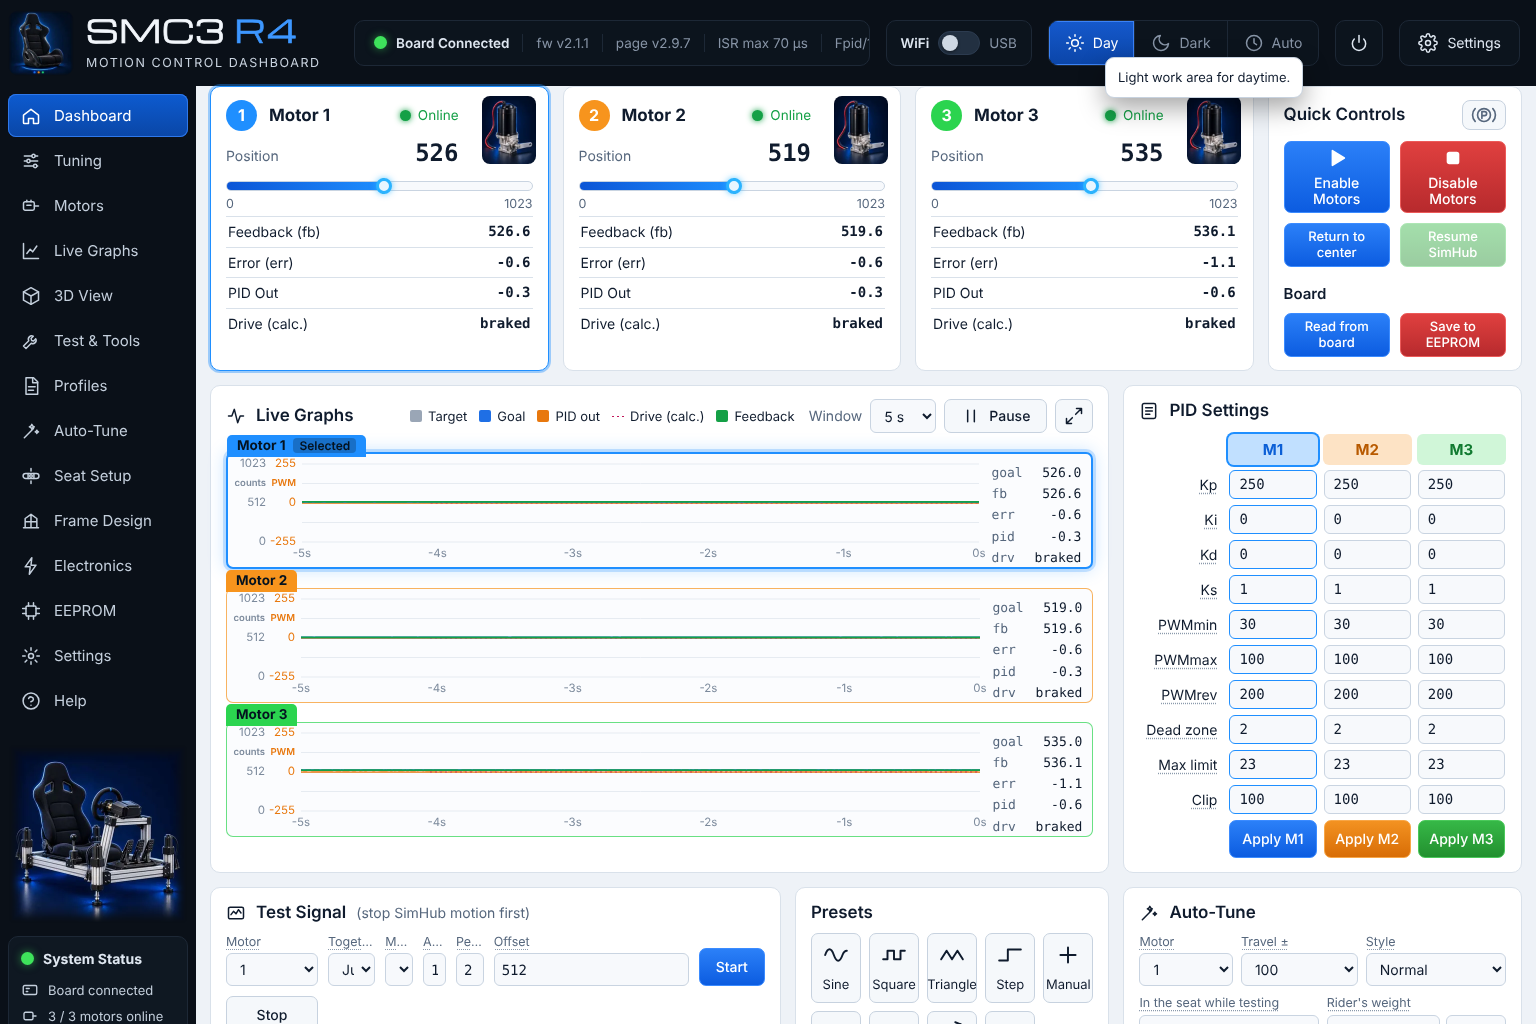 SMC3 R4
MOTION CONTROL DASHBOARD
Board Connected
fw v2.1.1
page v2.9.7
ISR max 70 µs
Fpid/
WiFi
USB
Day
Dark
Auto
Settings
Light work area for daytime.
Dashboard
Tuning
Motors
Live Graphs
3D View
Test & Tools
Profiles
Auto-Tune
Seat Setup
Frame Design
Electronics
EEPROM
Settings
Help
System Status
Board connected
3 / 3 motors online
1 Motor 1 Online
Position 526
0 1023
Feedback (fb) 526.6
Error (err) -0.6
PID Out -0.3
Drive (calc.) braked
2 Motor 2 Online
Position 519
0 1023
Feedback (fb) 519.6
Error (err) -0.6
PID Out -0.3
Drive (calc.) braked
3 Motor 3 Online
Position 535
0 1023
Feedback (fb) 536.1
Error (err) -1.1
PID Out -0.6
Drive (calc.) braked
Quick Controls
(P)
Enable
Motors
Disable
Motors
Return to
center
Resume
SimHub
Board
Read from
board
Save to
EEPROM
Live Graphs
Target Goal PID out Drive (calc.) Feedback Window 5 s Pause
Motor 1 Selected
1023 255
counts PWM
512 0
0 -255
-5s -4s -3s -2s -1s 0s
goal 526.0
fb 526.6
err -0.6
pid -0.3
drv braked
Motor 2
1023 255
counts PWM
512 0
0 -255
-5s -4s -3s -2s -1s 0s
goal 519.0
fb 519.6
err -0.6
pid -0.3
drv braked
Motor 3
1023 255
counts PWM
512 0
0 -255
-5s -4s -3s -2s -1s 0s
goal 535.0
fb 536.1
err -1.1
pid -0.6
drv braked
PID Settings
M1 M2 M3
Kp 250 250 250
Ki 0 0 0
Kd 0 0 0
Ks 1 1 1
PWMmin 30 30 30
PWMmax 100 100 100
PWMrev 200 200 200
Dead zone 2 2 2
Max limit 23 23 23
Clip 100 100 100
Apply M1 Apply M2 Apply M3
Test Signal (stop SimHub motion first)
Motor Toget... M... A... Pe... Offset
1 Ju 1 2 512
Start
Stop
Presets
Sine Square Triangle Step Manual
Auto-Tune
Motor Travel ± Style
1 100 Normal
In the seat while testing Rider's weight